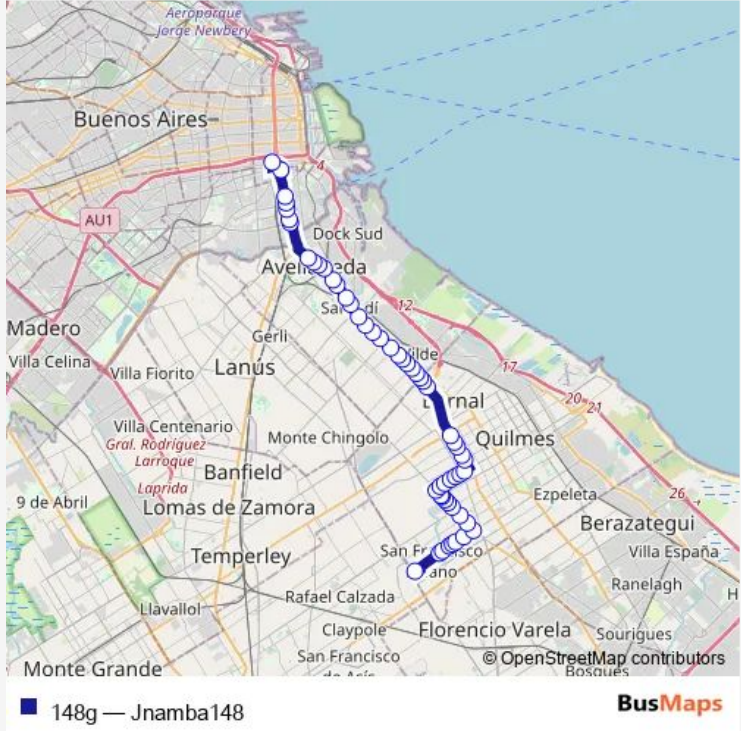 Aeroparque
Jorge Newbery
Buenos Aires
4
AU1
Dock Sud
Avellaneda
12
Madero
Gerli
Wilde
Villa Celina
Villa Fiorito
Lanús
17
Bernal
20
21
Villa Centenario
Monte Chingolo
Quilmes
Gral. Rodríguez
Larroque
Banfield
Laprida
Ezpeleta
26
9 de Abril
Lomas de Zamora
Berazategui
Temperley
San Francisco
Villa España
Solano
Ranelagh
H
Rafael Calzada
Llavallol
Claypole
Florencio Varela
Sourigues
San Francisco
© OpenStreetMap contributors
Monte Grande
Bosques
148g — Jnamba148
BusMaps